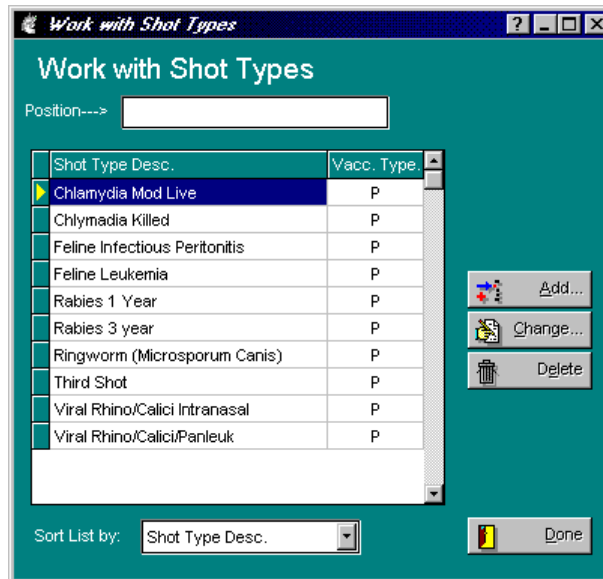 Work with Shot Types
Work with Shot Types
Position--->
Shot Type Desc. Vacc. Type.
Chlamydia Mod Live P
Chlymadia Killed P
Feline Infectious Peritonitis P
Feline Leukemia P
Rabies 1 Year P
Rabies 3 year P
Ringworm (Microsporum Canis) P
Third Shot P
Viral Rhino/Calici Intranasal P
Viral Rhino/Calici/Panleuk P
Add...
Change...
Delete
Sort List by: Shot Type Desc.
Done